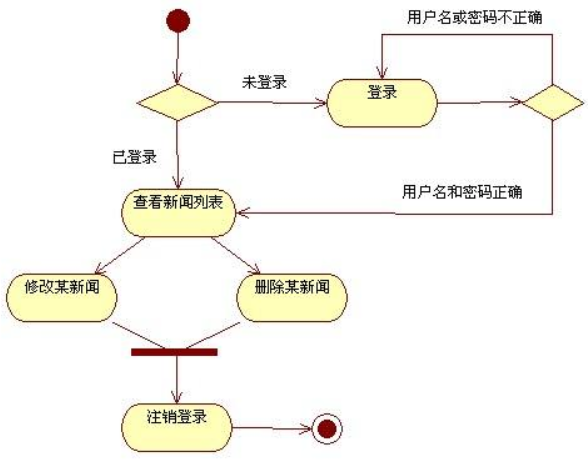 用户名或密码不正确
未登录
登录
已登录
用户名和密码正确
查看新闻列表
修改某新闻
删除某新闻
注销登录